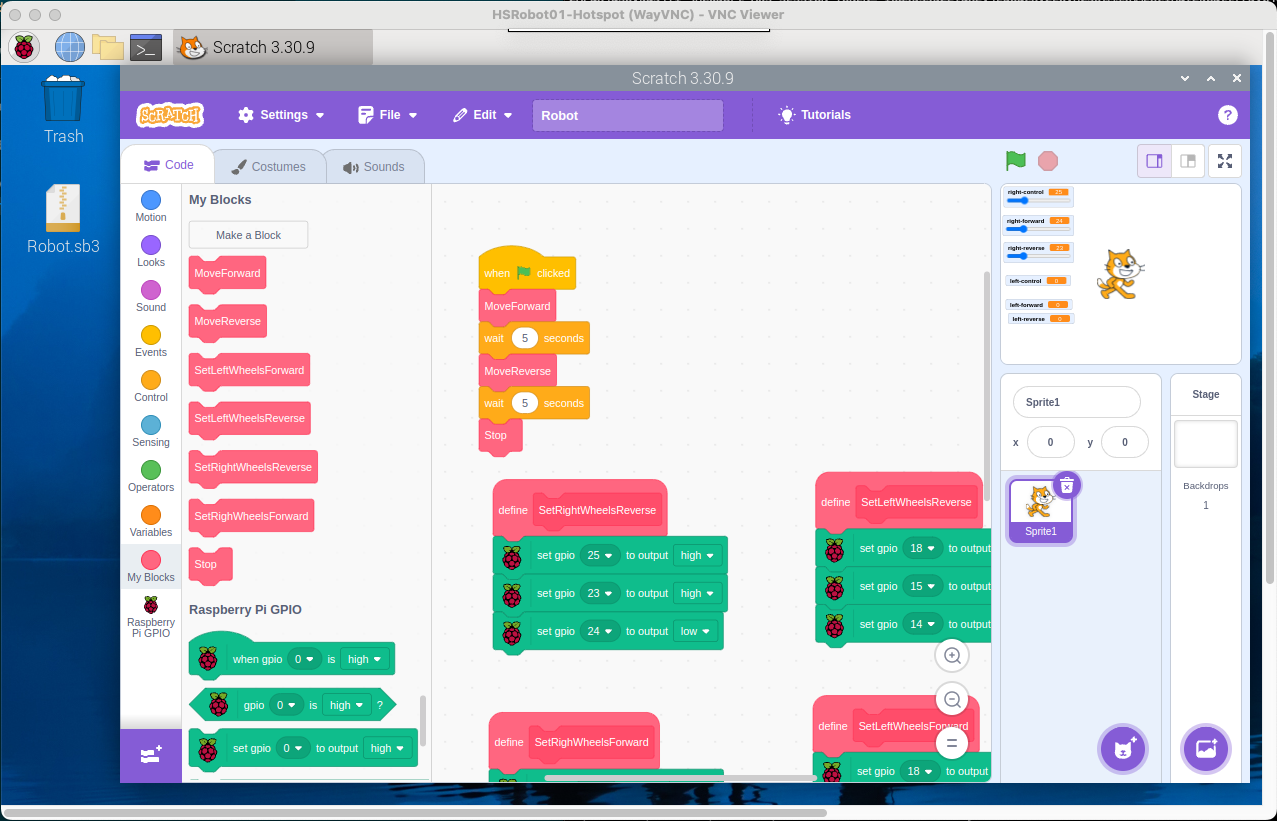 HSRobot01-Hotspot (WayVNC) - VNC Viewer
Scratch 3.30.9
Scratch 3.30.9
Trash
Robot.sb3
SCRATCH
Settings
File
Edit
Robot
Tutorials
?
Code
Costumes
Sounds
Motion
Looks
Sound
Events
Control
Sensing
Operators
Variables
My Blocks
Raspberry
Pi GPIO
My Blocks
Make a Block
MoveForward
MoveReverse
SetLeftWheelsForward
SetLeftWheelsReverse
SetRightWheelsReverse
SetRighWheelsForward
Stop
Raspberry Pi GPIO
when gpio 0 is high
gpio 0 is high ?
set gpio 0 to output high
when clicked
MoveForward
wait 5 seconds
MoveReverse
wait 5 seconds
Stop
define SetRightWheelsReverse
set gpio 25 to output high
set gpio 23 to output high
set gpio 24 to output low
define SetLeftWheelsReverse
set gpio 18 to output
set gpio 15 to output
set gpio 14 to output
define SetRighWheelsForward
define SetLeftWheelsForward
set gpio 18 to output
right-control 25
right-forward 24
right-reverse 23
left-control 0
left-forward 0
left-reverse 0
Sprite1
x 0 y 0
Sprite1
Stage
Backdrops
1